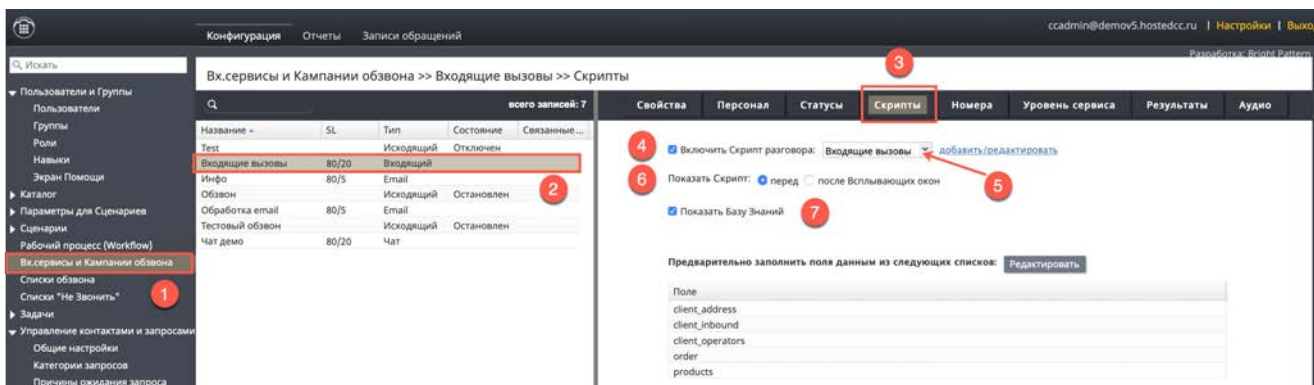 ccadmin@demov5.hostedcc.ru | Настройки | Выхо
Конфигурация Отчеты Записи обращений
Разработка: Bright Pattern
Искать
Пользователи и Группы
Пользователи
Группы
Роли
Навыки
Экран Помощи
Каталог
Параметры для Сценариев
Сценарии
Рабочий процесс (Workflow)
Вх.сервисы и Кампании обзвона
Списки обзвона
Списки "Не Звонить"
1
Задачи
Управление контактами и запросами
Общие настройки
Категории запросов
Причины ожидания запроса
Вх.сервисы и Кампании обзвона >> Входящие вызовы >> Скрипты
всего записей: 7
Название SL Тип Состояние Связанные...
Test Исходящий Отключен
Входящие вызовы 80/20 Входящий
Инфо 80/5 Email
2
Обзвон Исходящий Остановлен
Обработка email 80/5 Email
Тестовый обзвон Исходящий Остановлен
Чат демо 80/20 Чат
3
Свойства Персонал Статусы Скрипты Номера Уровень сервиса Результаты Аудио
4 Включить Скрипт разговора: Входящие вызовы добавить/редактировать
5
6 Показать Скрипт: перед после Всплывающих окон
Показать Базу Знаний 7
Предварительно заполнить поля данным из следующих списков: Редактировать
Поле
client_address
client_inbound
client_operators
order
products